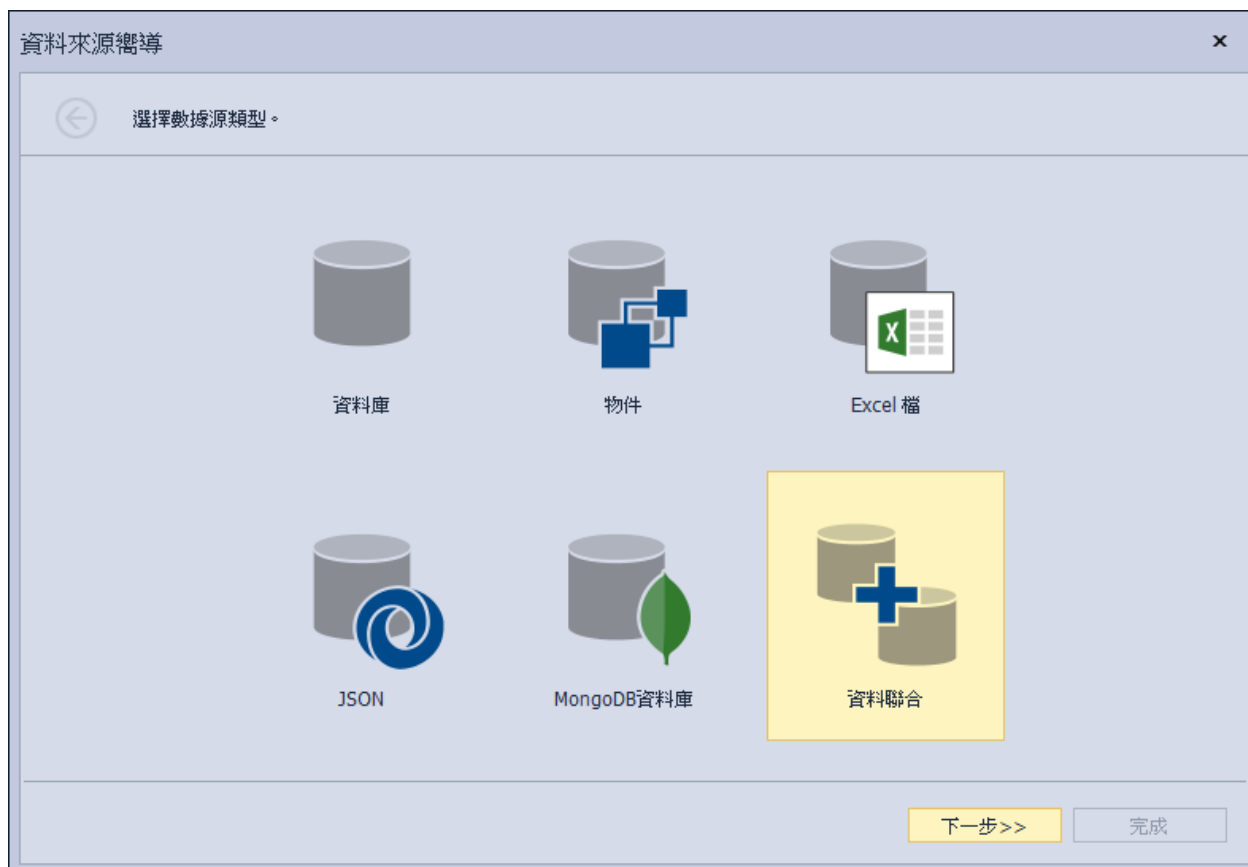 資料來源嚮導
選擇數據源類型。
資料庫
物件
Excel 檔
JSON
MongoDB資料庫
資料聯合
下一步>>
完成